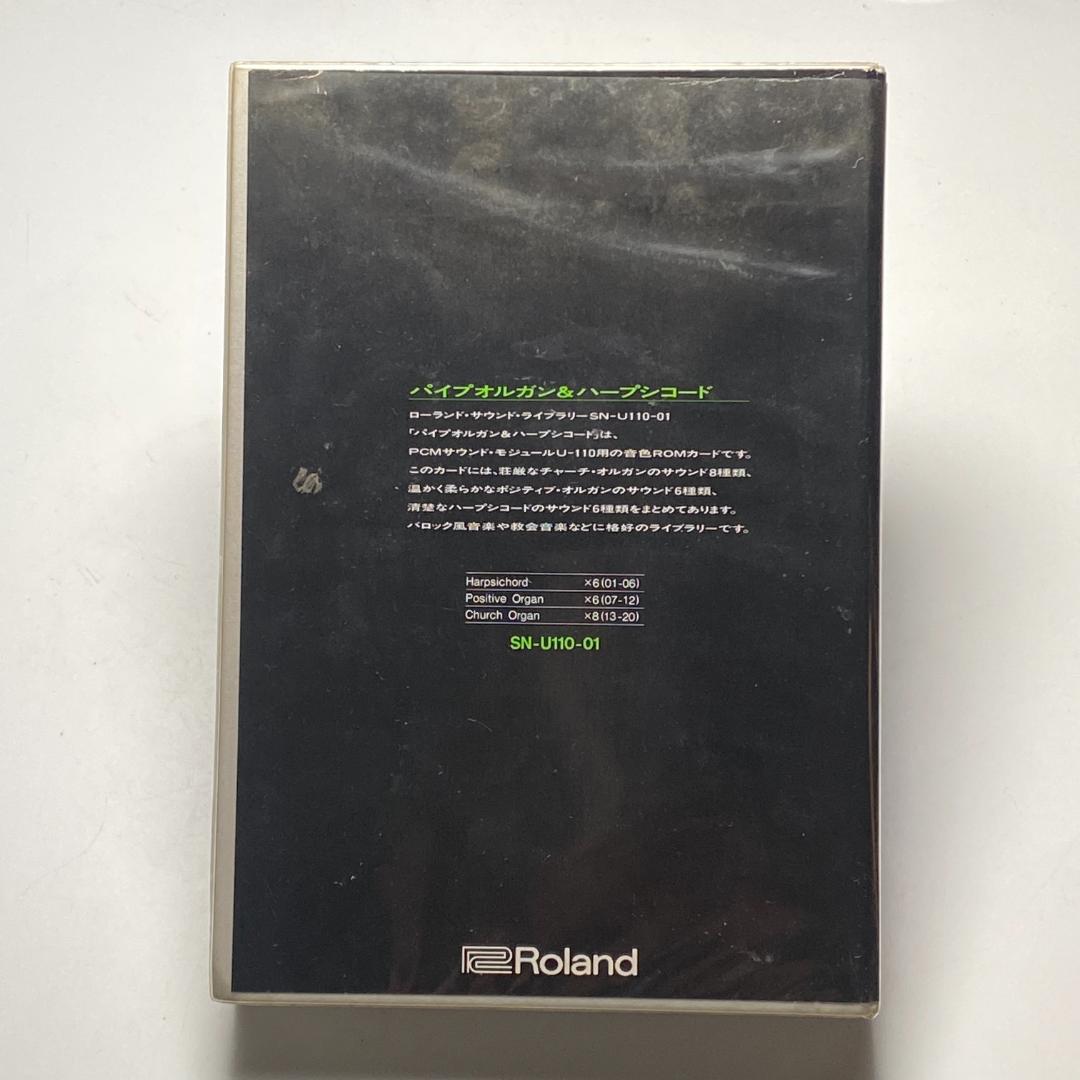 パイプオルガン&ハープシコード
ローランド・サウンド・ライブラリーSN-U110-01
「パイプオルガン&ハープシコード」は、
PCMサウンド・モジュールU-110用の音色ROMカードです。
このカードには、荘厳なチャーチ・オルガンのサウンド8種類、
温かく柔らかなポジティブ・オルガンのサウンド6種類、
清楚なハープシコードのサウンド6種類をまとめてあります。
バロック風音楽や教会音楽などに格好のライブラリーです。
Harpsichord ×6(01-06)
Positive Organ ×6(07-12)
Church Organ ×8(13-20)
SN-U110-01
Roland